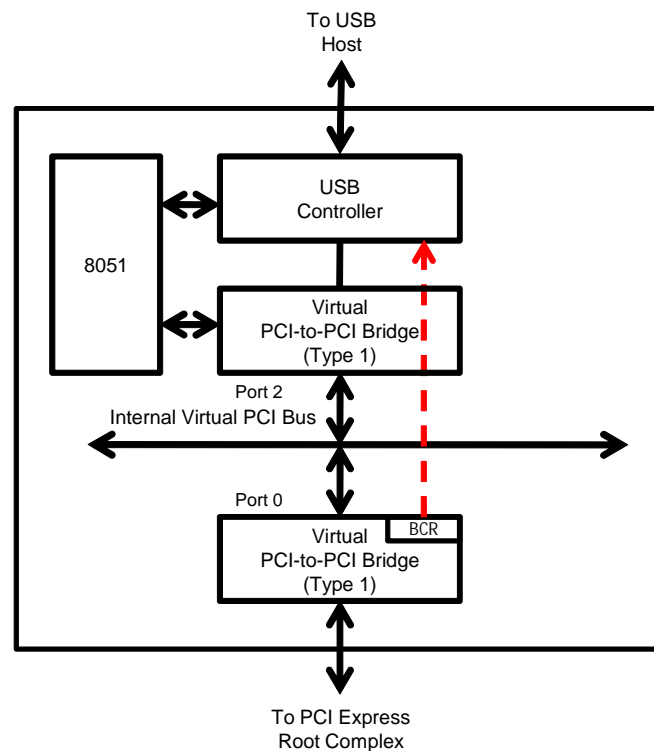 To USB
Host
USB
Controller
8051
Virtual
PCI-to-PCI Bridge
(Type 1)
Port 2
Internal Virtual PCI Bus
Port 0
BCR
Virtual
PCI-to-PCI Bridge
(Type 1)
To PCI Express
Root Complex